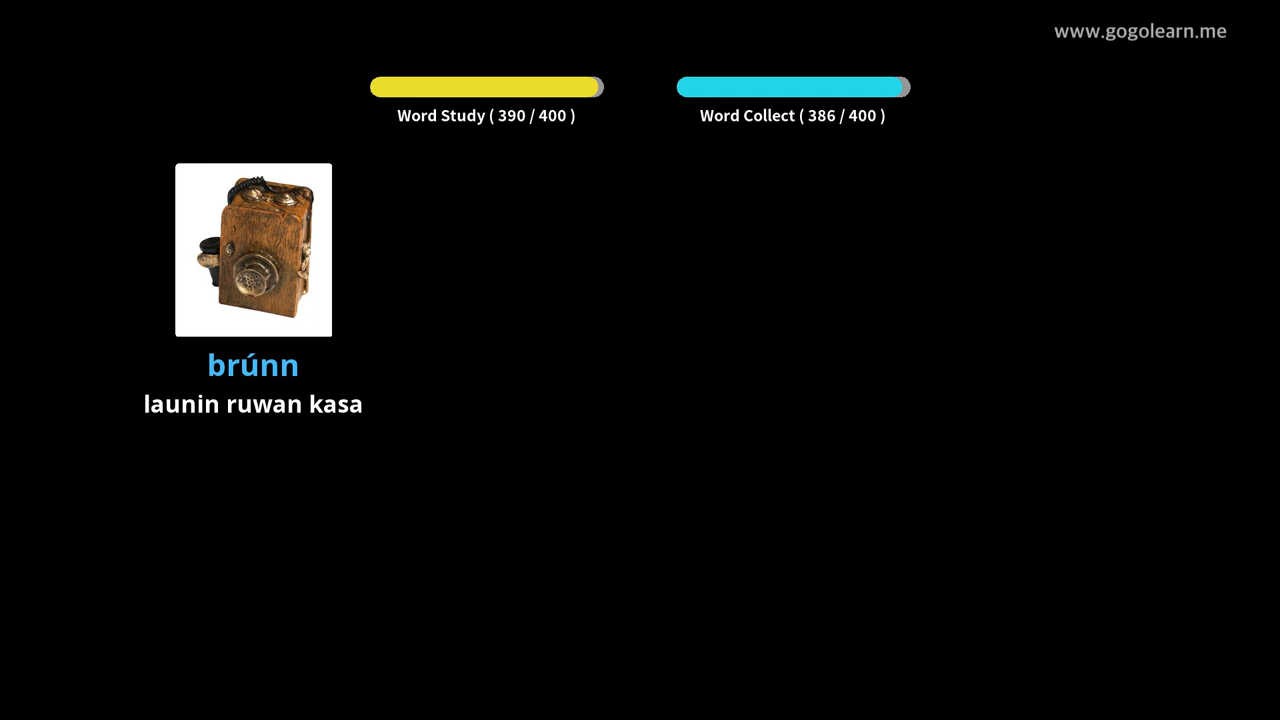 www.gogolearn.me
Word Study ( 390 / 400 )
Word Collect ( 386 / 400 )
brúnn
launin ruwan kasa